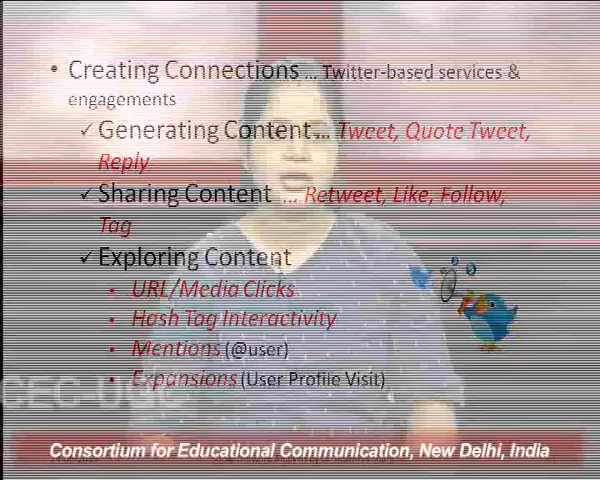 • Creating Connections ... Twitter-based services &
engagements
✓ Generating Content... Tweet, Quote Tweet,
Reply
✓ Sharing Content ... Retweet, Like, Follow,
Tag
✓ Exploring Content
• URL/Media Clicks
• Hash Tag Interactivity
• Mentions (@user)
• Expansions (User Profile Visit)
CEC-UGC
Consortium for Educational Communication, New Delhi, India